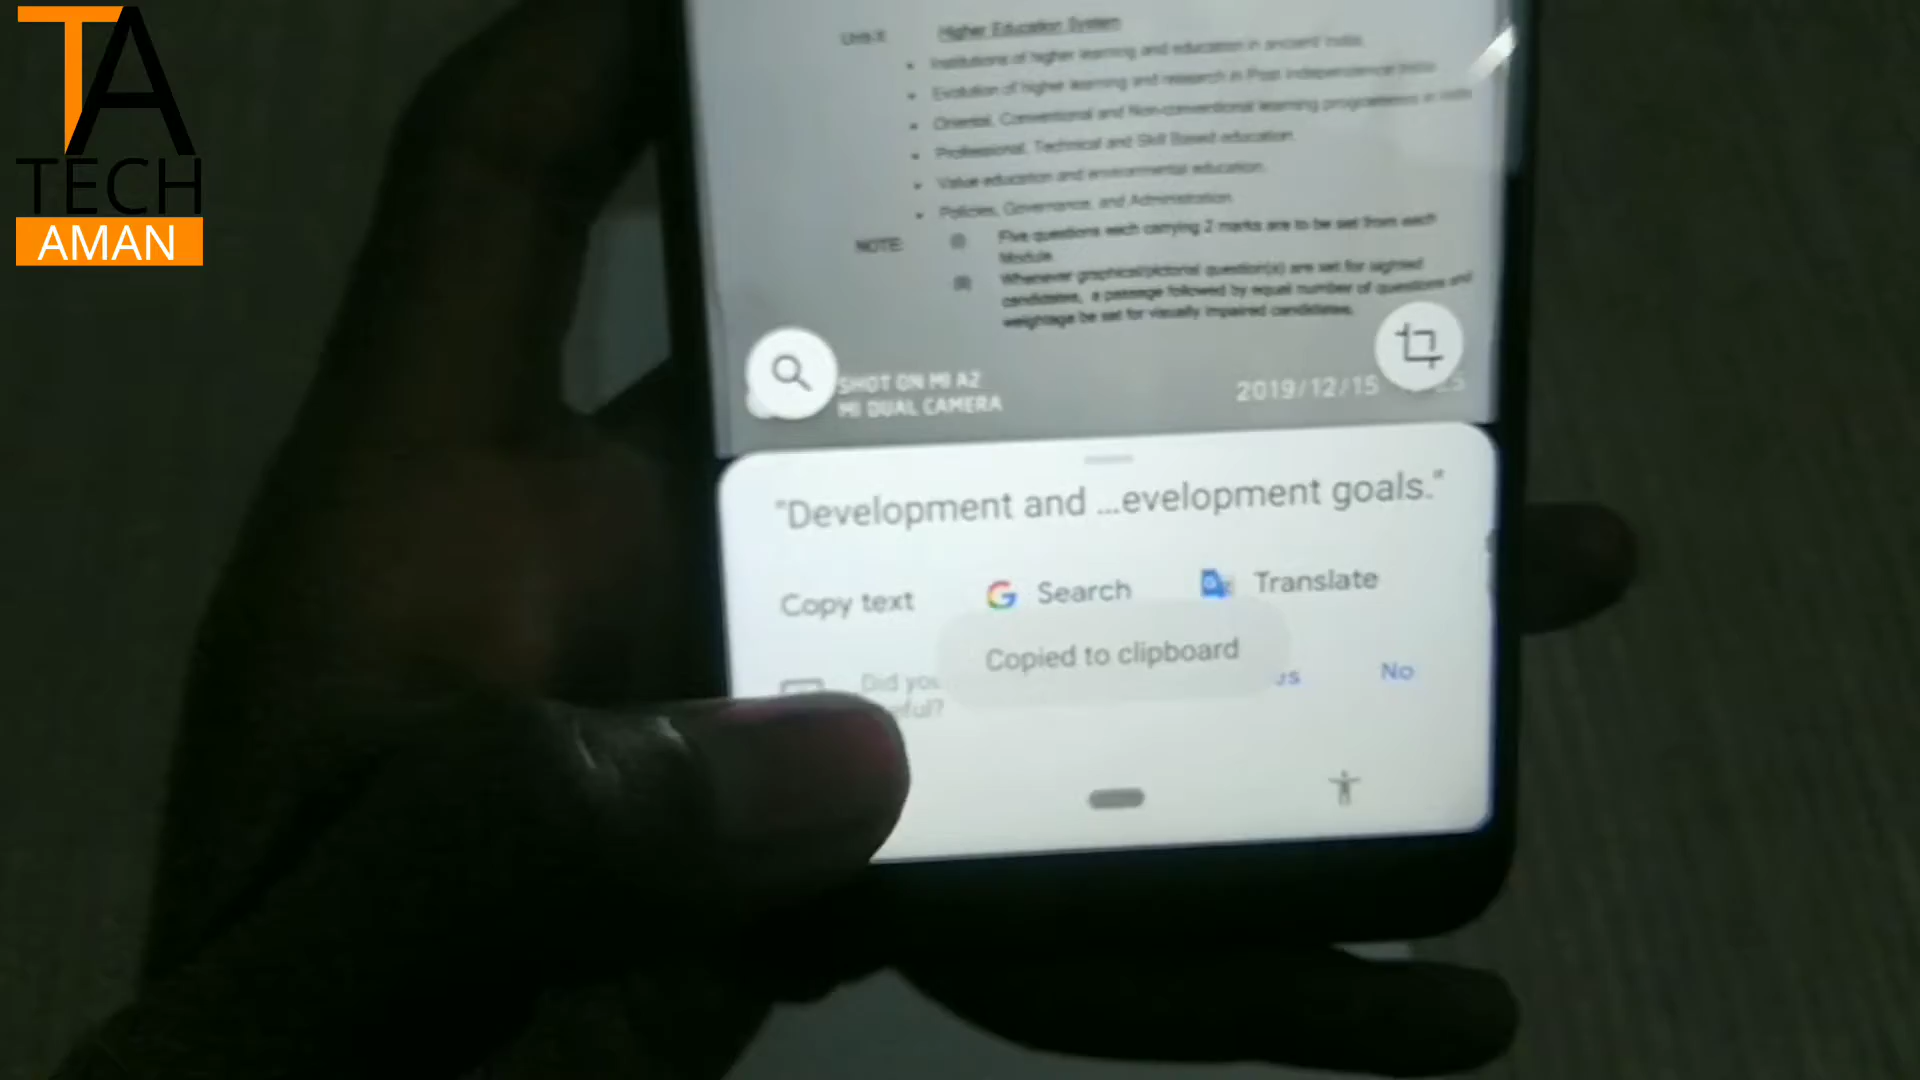 TA
TECH
AMAN
Unit-X Higher Education System
• Institutions of higher learning and education in ancient India.
• Evolution of higher learning and research in Post Independence India.
• Oriental, Conventional and Non-conventional learning programmes in India.
• Professional, Technical and Skill Based education.
• Value education and environmental education.
• Policies, Governance, and Administration.
NOTE: (i) Five questions each carrying 2 marks are to be set from each
Module.
(ii) Whenever graphical/pictorial question(s) are set for sighted
candidates, a passage followed by equal number of questions and
weightage be set for visually impaired candidates.
SHOT ON MI A2
MI DUAL CAMERA
2019/12/15
"Development and ...evelopment goals."
Copy text Search Translate
Copied to clipboard
Did you
No